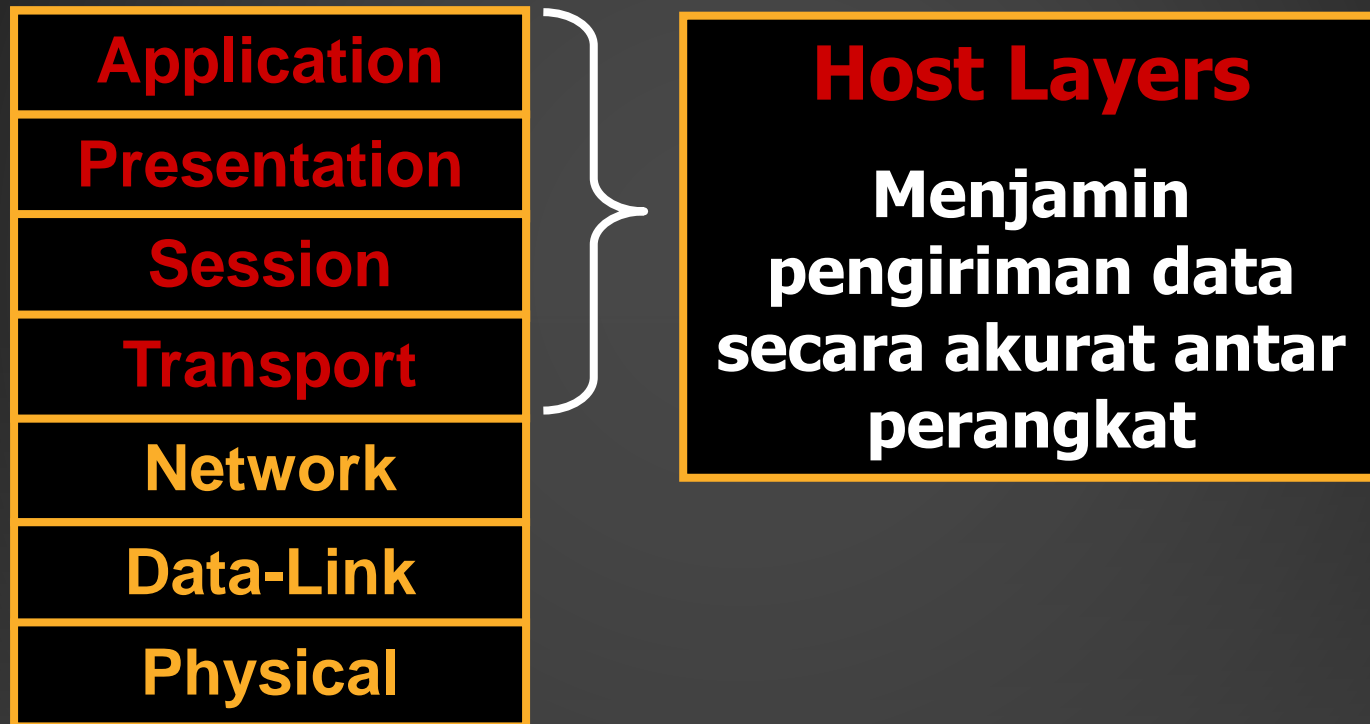 Application
Presentation
Session
Transport
Network
Data-Link
Physical
Host Layers
Menjamin
pengiriman data
secara akurat antar
perangkat